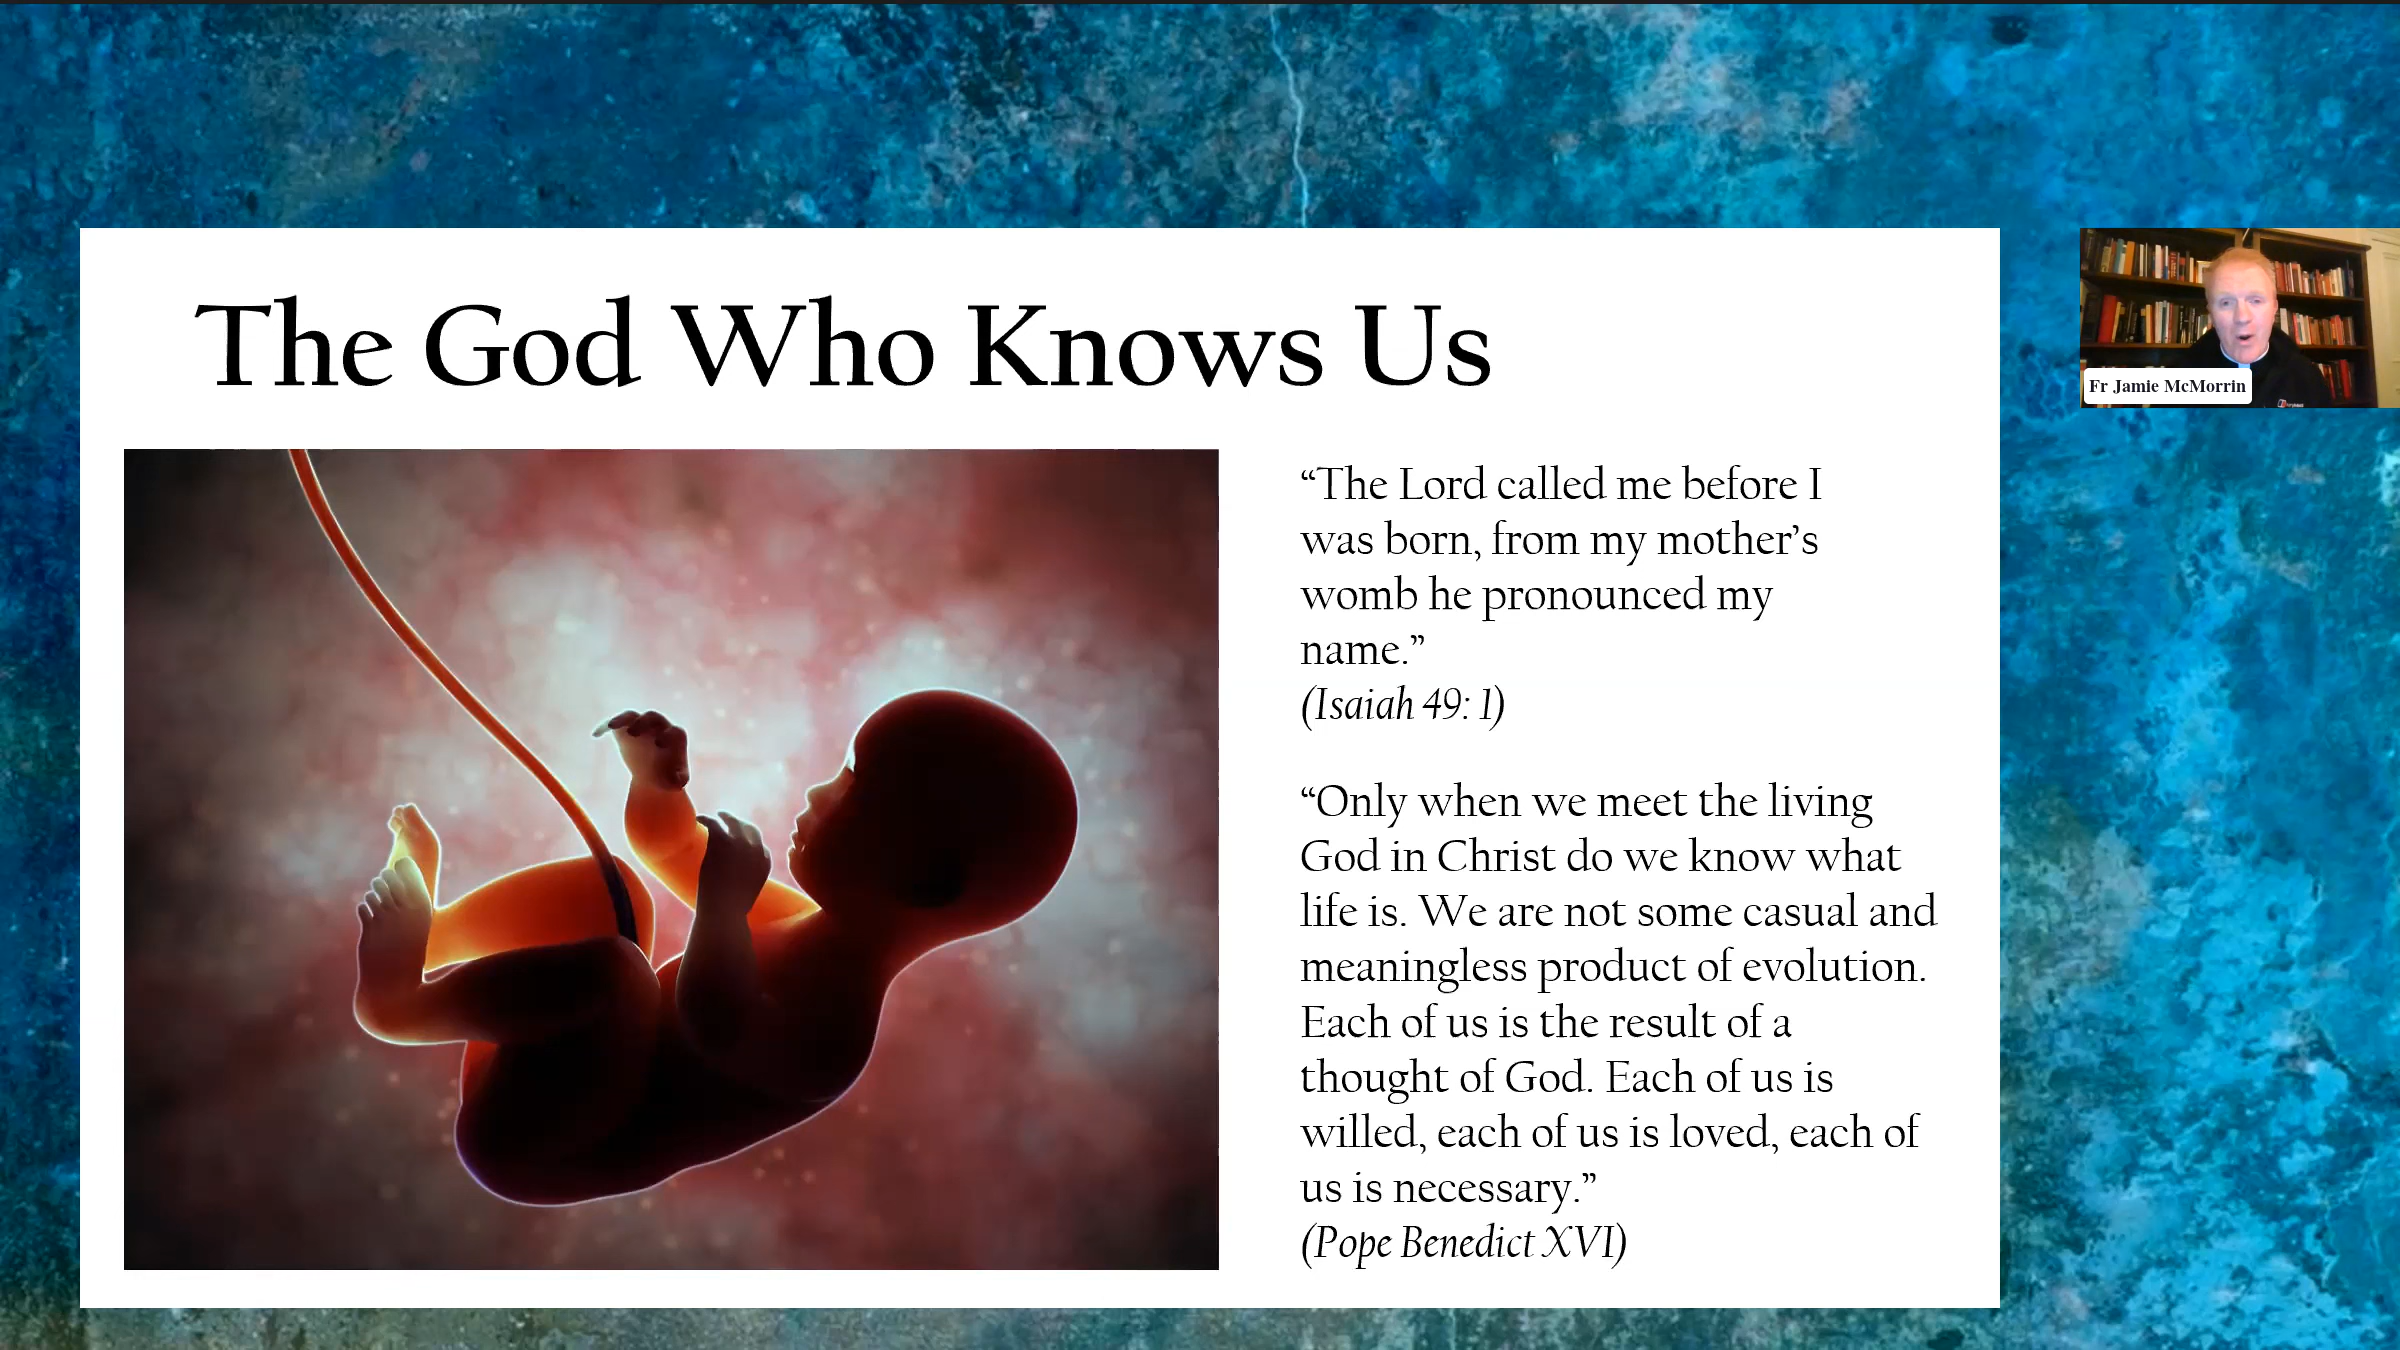 The God Who Knows Us
“The Lord called me before I
was born, from my mother’s
womb he pronounced my
name.”
(Isaiah 49: 1)
“Only when we meet the living
God in Christ do we know what
life is. We are not some casual and
meaningless product of evolution.
Each of us is the result of a
thought of God. Each of us is
willed, each of us is loved, each of
us is necessary.”
(Pope Benedict XVI)
Fr Jamie McMorrin